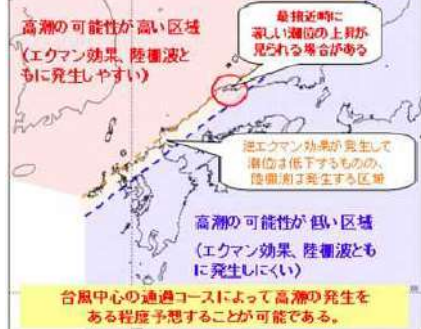 高潮の可能性が高い区域
(エクマン効果、陸棚波と
もに発生しやすい)
最接近時に
著しい潮位の上昇が
見られる場合がある
逆エクマン効果が発生して
潮位は低下するものの、
陸棚波は発生する区域
高潮の可能性が低い区域
(エクマン効果、陸棚波とも
に発生しにくい)
台風中心の通過コースによって高潮の発生を
ある程度予想することが可能である。